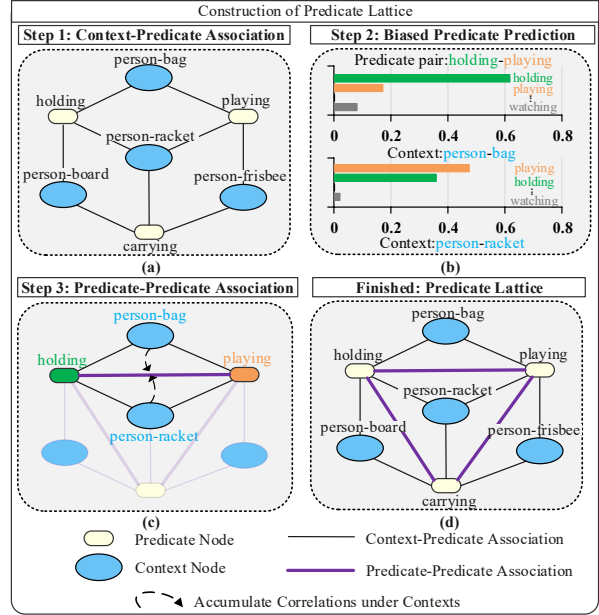 Construction of Predicate Lattice
Step 1: Context-Predicate Association
person-bag
holding
playing
person-racket
person-board
person-frisbee
carrying
(a)
Step 2: Biased Predicate Prediction
Predicate pair:holding-playing
holding
playing
watching
0 0.2 0.4 0.6 0.8
Context:person-bag
playing
holding
watching
0 0.2 0.4 0.6 0.8
Context:person-racket
(b)
Step 3: Predicate-Predicate Association
person-bag
holding
playing
person-racket
(c)
Finished: Predicate Lattice
person-bag
holding
playing
person-racket
person-board
person-frisbee
carrying
(d)
Predicate Node
Context-Predicate Association
Context Node
Predicate-Predicate Association
Accumulate Correlations under Contexts